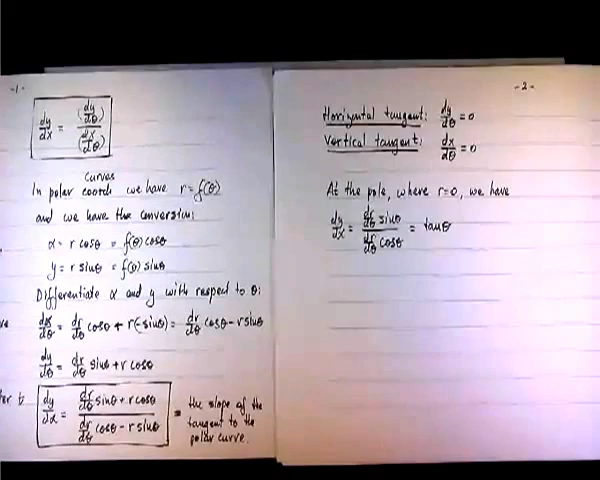 -1-
dy/dx = (dy/dθ)/(dx/dθ)
curves
In polar coord we have r = f(θ)
and we have the conversion:
x = r cosθ = f(θ) cosθ
y = r sinθ = f(θ) sinθ
Differentiate x and y with respect to θ:
dx/dθ = dr/dθ cosθ + r(-sinθ) = dr/dθ cosθ - r sinθ
dy/dθ = dr/dθ sinθ + r cosθ
dy/dx = (dr/dθ sinθ + r cosθ)/(dr/dθ cosθ - r sinθ) = the slope of the
tangent to the
polar curve.
-2-
Horizontal tangent: dy/dθ = 0
Vertical tangent: dx/dθ = 0
At the pole, where r=0, we have
dy/dx = (dr/dθ sinθ)/(dr/dθ cosθ) = tanθ